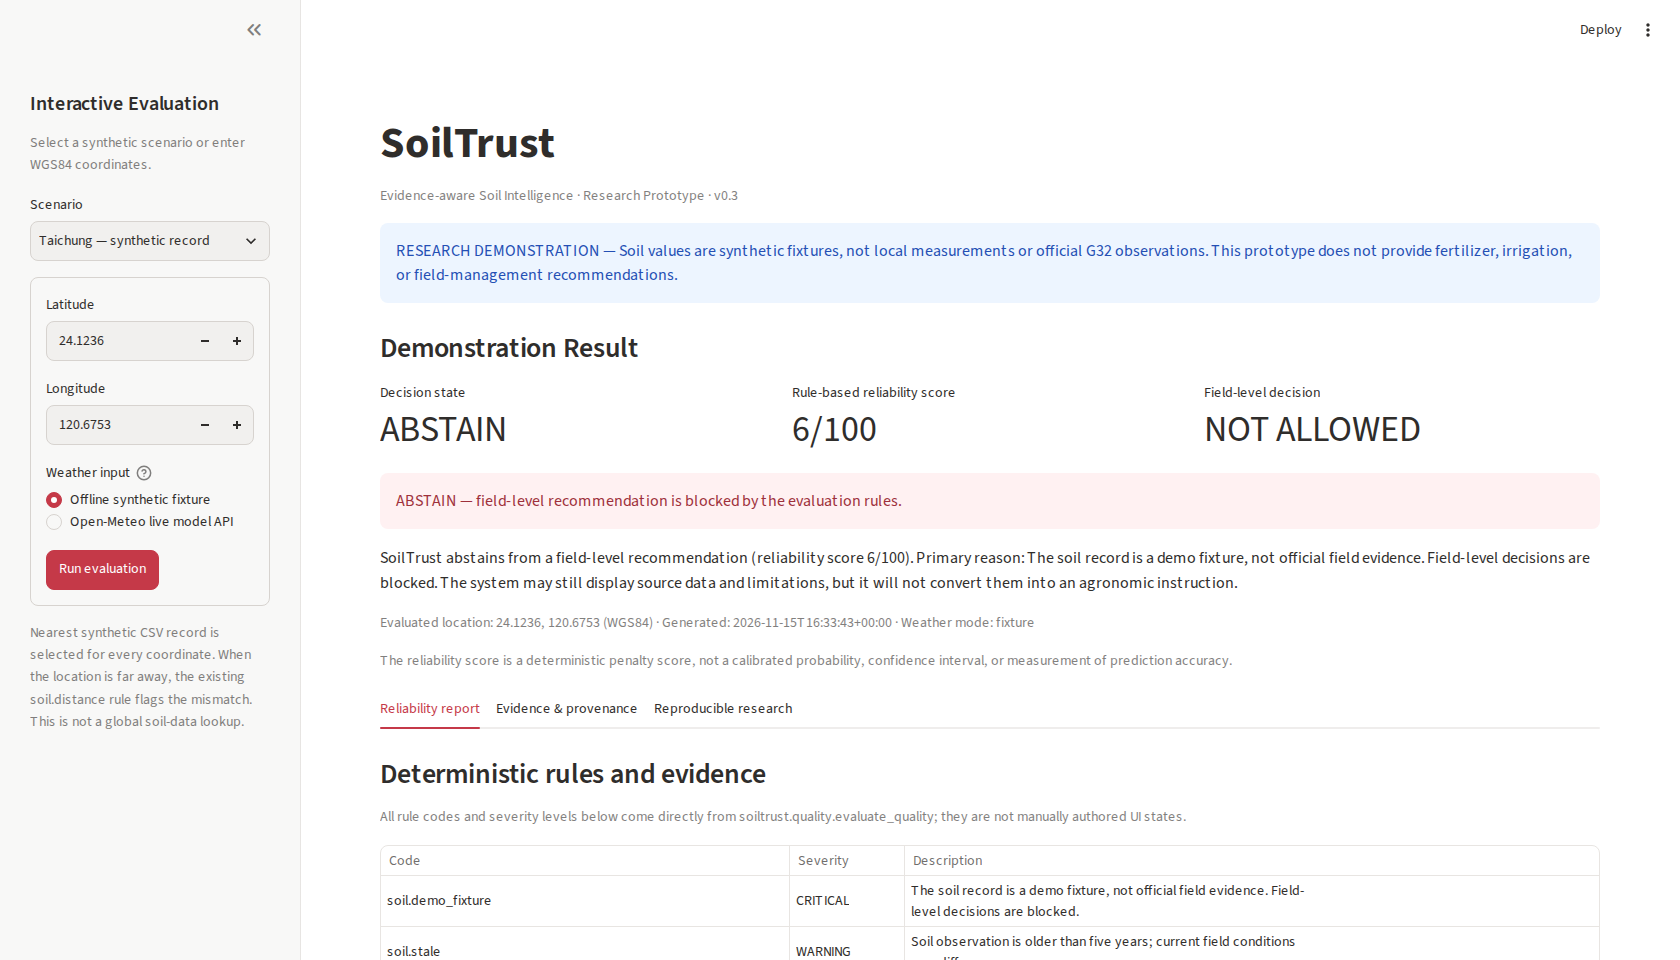 Deploy
Interactive Evaluation
Select a synthetic scenario or enter
WGS84 coordinates.
Scenario
Taichung — synthetic record
Latitude
24.1236
Longitude
120.6753
Weather input
Offline synthetic fixture
Open-Meteo live model API
Run evaluation
Nearest synthetic CSV record is
selected for every coordinate. When
the location is far away, the existing
soil.distance rule flags the mismatch.
This is not a global soil-data lookup.
SoilTrust
Evidence-aware Soil Intelligence · Research Prototype · v0.3
RESEARCH DEMONSTRATION — Soil values are synthetic fixtures, not local measurements or official G32 observations. This prototype does not provide fertilizer, irrigation,
or field-management recommendations.
Demonstration Result
Decision state
ABSTAIN
Rule-based reliability score
6/100
Field-level decision
NOT ALLOWED
ABSTAIN — field-level recommendation is blocked by the evaluation rules.
SoilTrust abstains from a field-level recommendation (reliability score 6/100). Primary reason: The soil record is a demo fixture, not official field evidence. Field-level decisions are
blocked. The system may still display source data and limitations, but it will not convert them into an agronomic instruction.
Evaluated location: 24.1236, 120.6753 (WGS84) · Generated: 2026-11-15T16:33:43+00:00 · Weather mode: fixture
The reliability score is a deterministic penalty score, not a calibrated probability, confidence interval, or measurement of prediction accuracy.
Reliability report Evidence & provenance Reproducible research
Deterministic rules and evidence
All rule codes and severity levels below come directly from soiltrust.quality.evaluate_quality; they are not manually authored UI states.
Code Severity Description
soil.demo_fixture CRITICAL The soil record is a demo fixture, not official field evidence. Field-
level decisions are blocked.
soil.stale WARNING Soil observation is older than five years; current field conditions